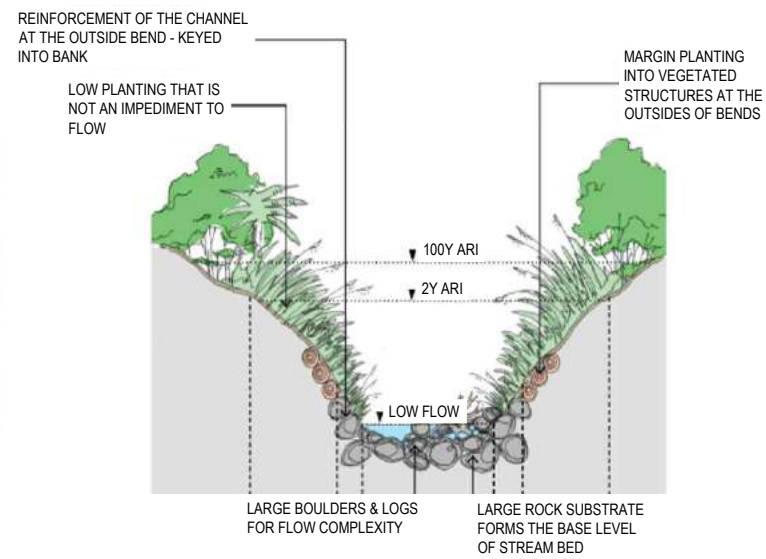 REINFORCEMENT OF THE CHANNEL
AT THE OUTSIDE BEND - KEYED
INTO BANK
LOW PLANTING THAT IS
NOT AN IMPEDIMENT TO
FLOW
MARGIN PLANTING
INTO VEGETATED
STRUCTURES AT THE
OUTSIDES OF BENDS
100Y ARI
2Y ARI
LOW FLOW
LARGE BOULDERS & LOGS
FOR FLOW COMPLEXITY
LARGE ROCK SUBSTRATE
FORMS THE BASE LEVEL
OF STREAM BED